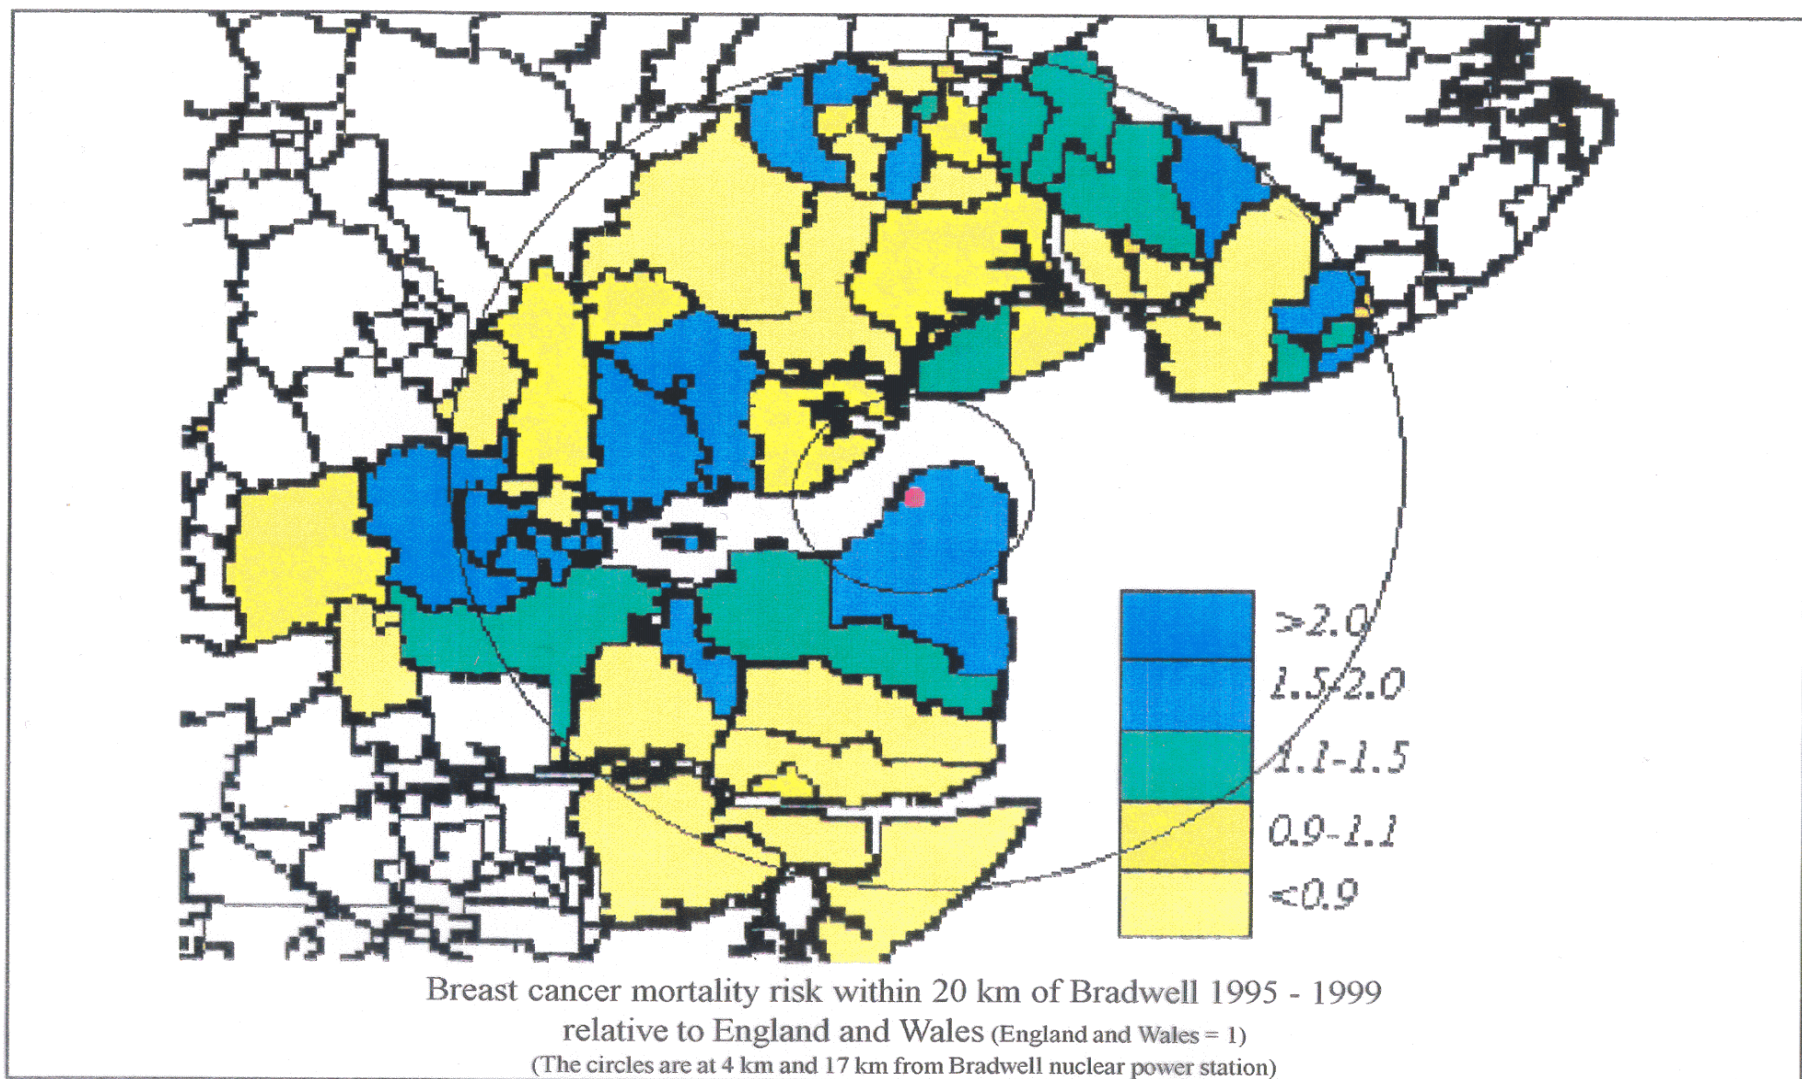 >2.0
1.5-2.0
1.1-1.5
0.9-1.1
<0.9
Breast cancer mortality risk within 20 km of Bradwell 1995 - 1999
relative to England and Wales (England and Wales = 1)
(The circles are at 4 km and 17 km from Bradwell nuclear power station)